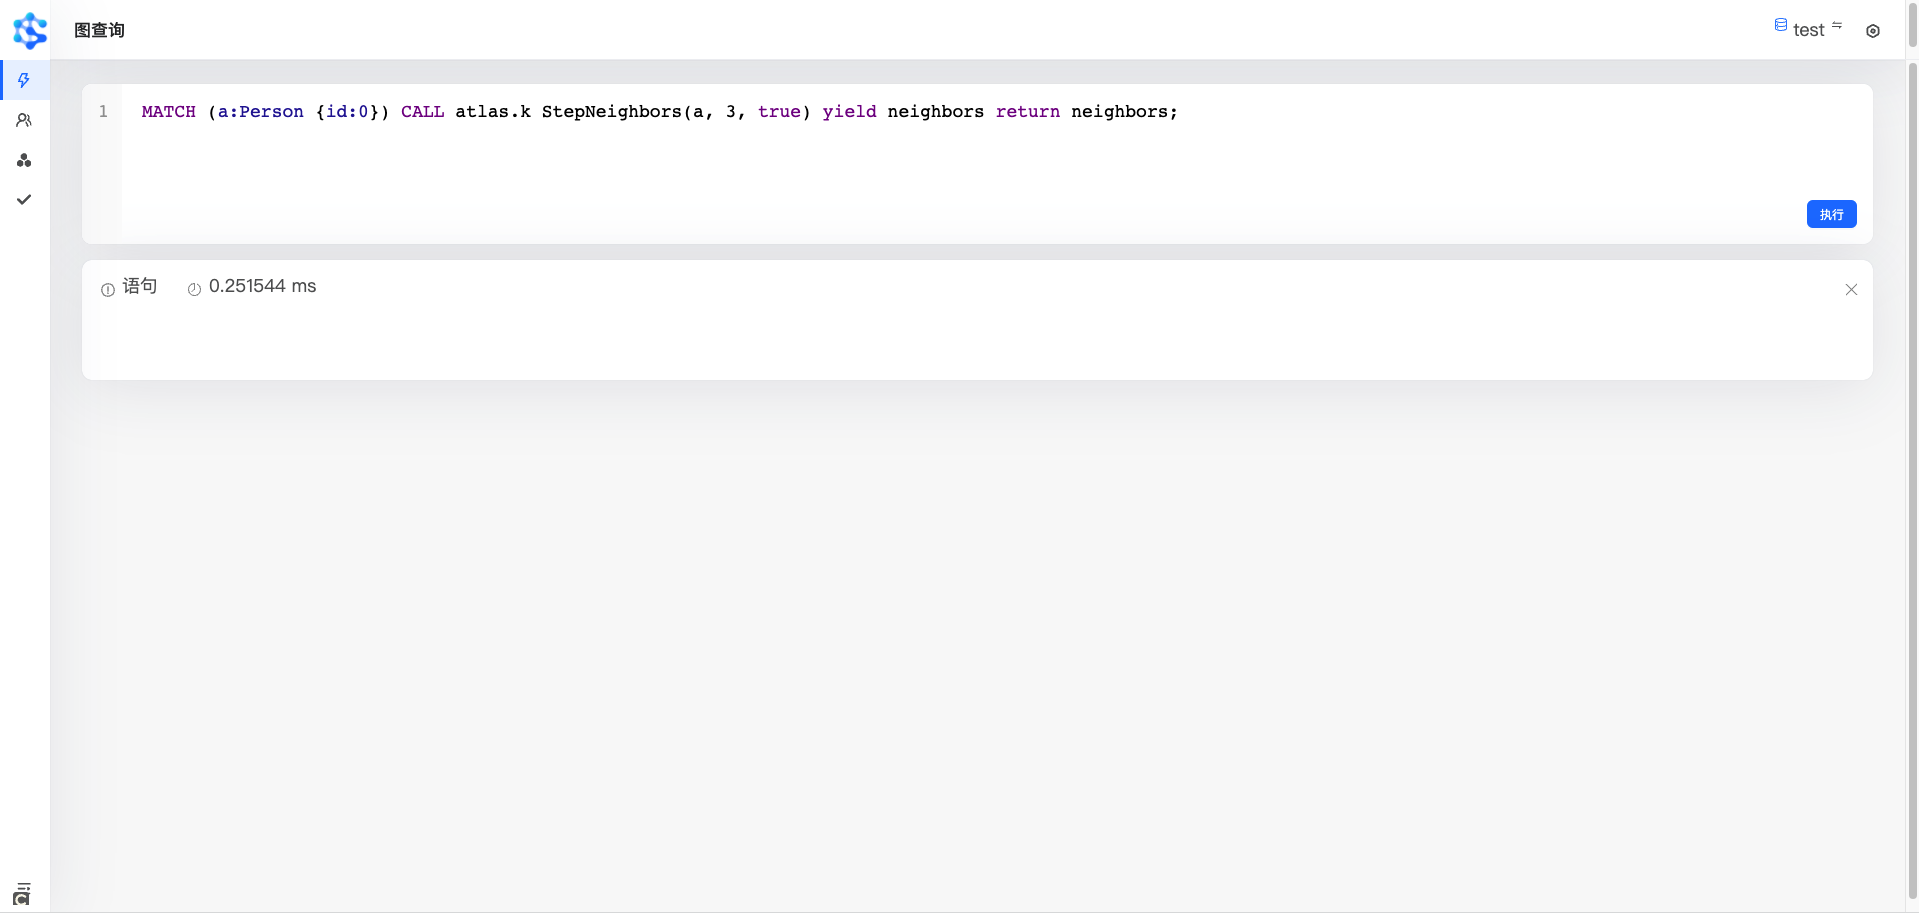 图查询
test
1 MATCH (a:Person {id:0}) CALL atlas.k StepNeighbors(a, 3, true) yield neighbors return neighbors;
执行
语句 0.251544 ms